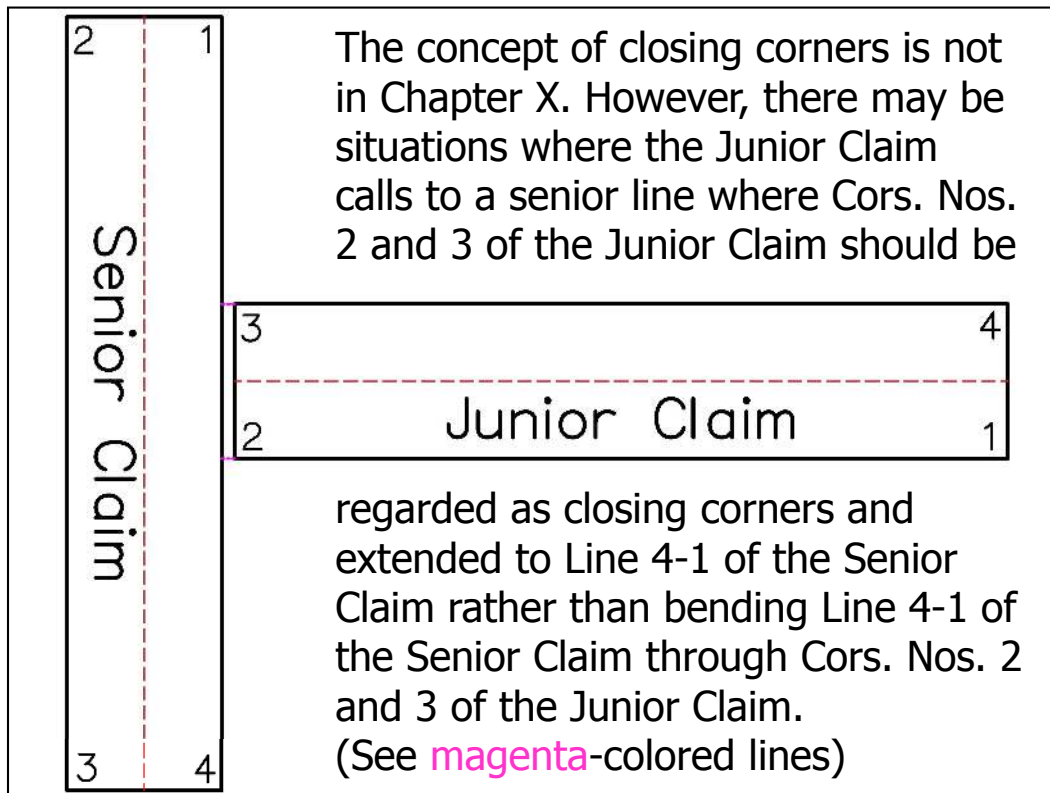 2 1
The concept of closing corners is not
in Chapter X. However, there may be
situations where the Junior Claim
calls to a senior line where Cors. Nos.
2 and 3 of the Junior Claim should be
Senior Claim
3 4
Junior Claim
2 1
regarded as closing corners and
extended to Line 4-1 of the Senior
Claim rather than bending Line 4-1 of
the Senior Claim through Cors. Nos. 2
and 3 of the Junior Claim.
(See magenta-colored lines)
3 4